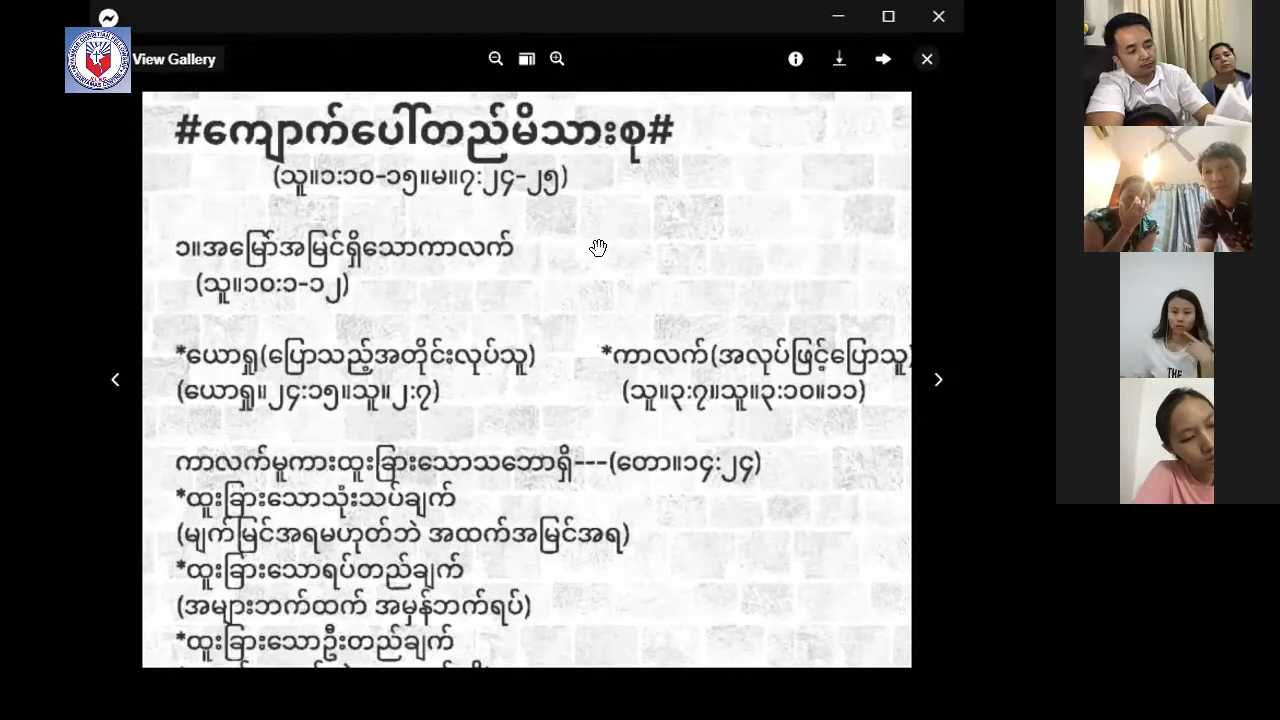 View Gallery
#ကျောက်ပေါ်တည်မိသားစု#
(သူ။၁:၁၀-၁၅။မ။၇:၂၄-၂၅)
၁။အမြော်အမြင်ရှိသောကာလက်
(သူ။၁၀:၁-၁၂)
*ယောရှု(ပြောသည့်အတိုင်းလုပ်သူ) *ကာလက်(အလုပ်ဖြင့်ပြောသူ)
(ယောရှု။၂၄:၁၅။သူ။၂:၇) (သူ။၃:၇။သူ။၃:၁၀။၁၁)
ကာလက်မူကားထူးခြားသောသဘောရှိ---(တော။၁၄:၂၄)
*ထူးခြားသောသုံးသပ်ချက်
(မျက်မြင်အရမဟုတ်ဘဲ အထက်အမြင်အရ)
*ထူးခြားသောရပ်တည်ချက်
(အများဘက်ထက် အမှန်ဘက်ရပ်)
*ထူးခြားသောဦးတည်ချက်
THE